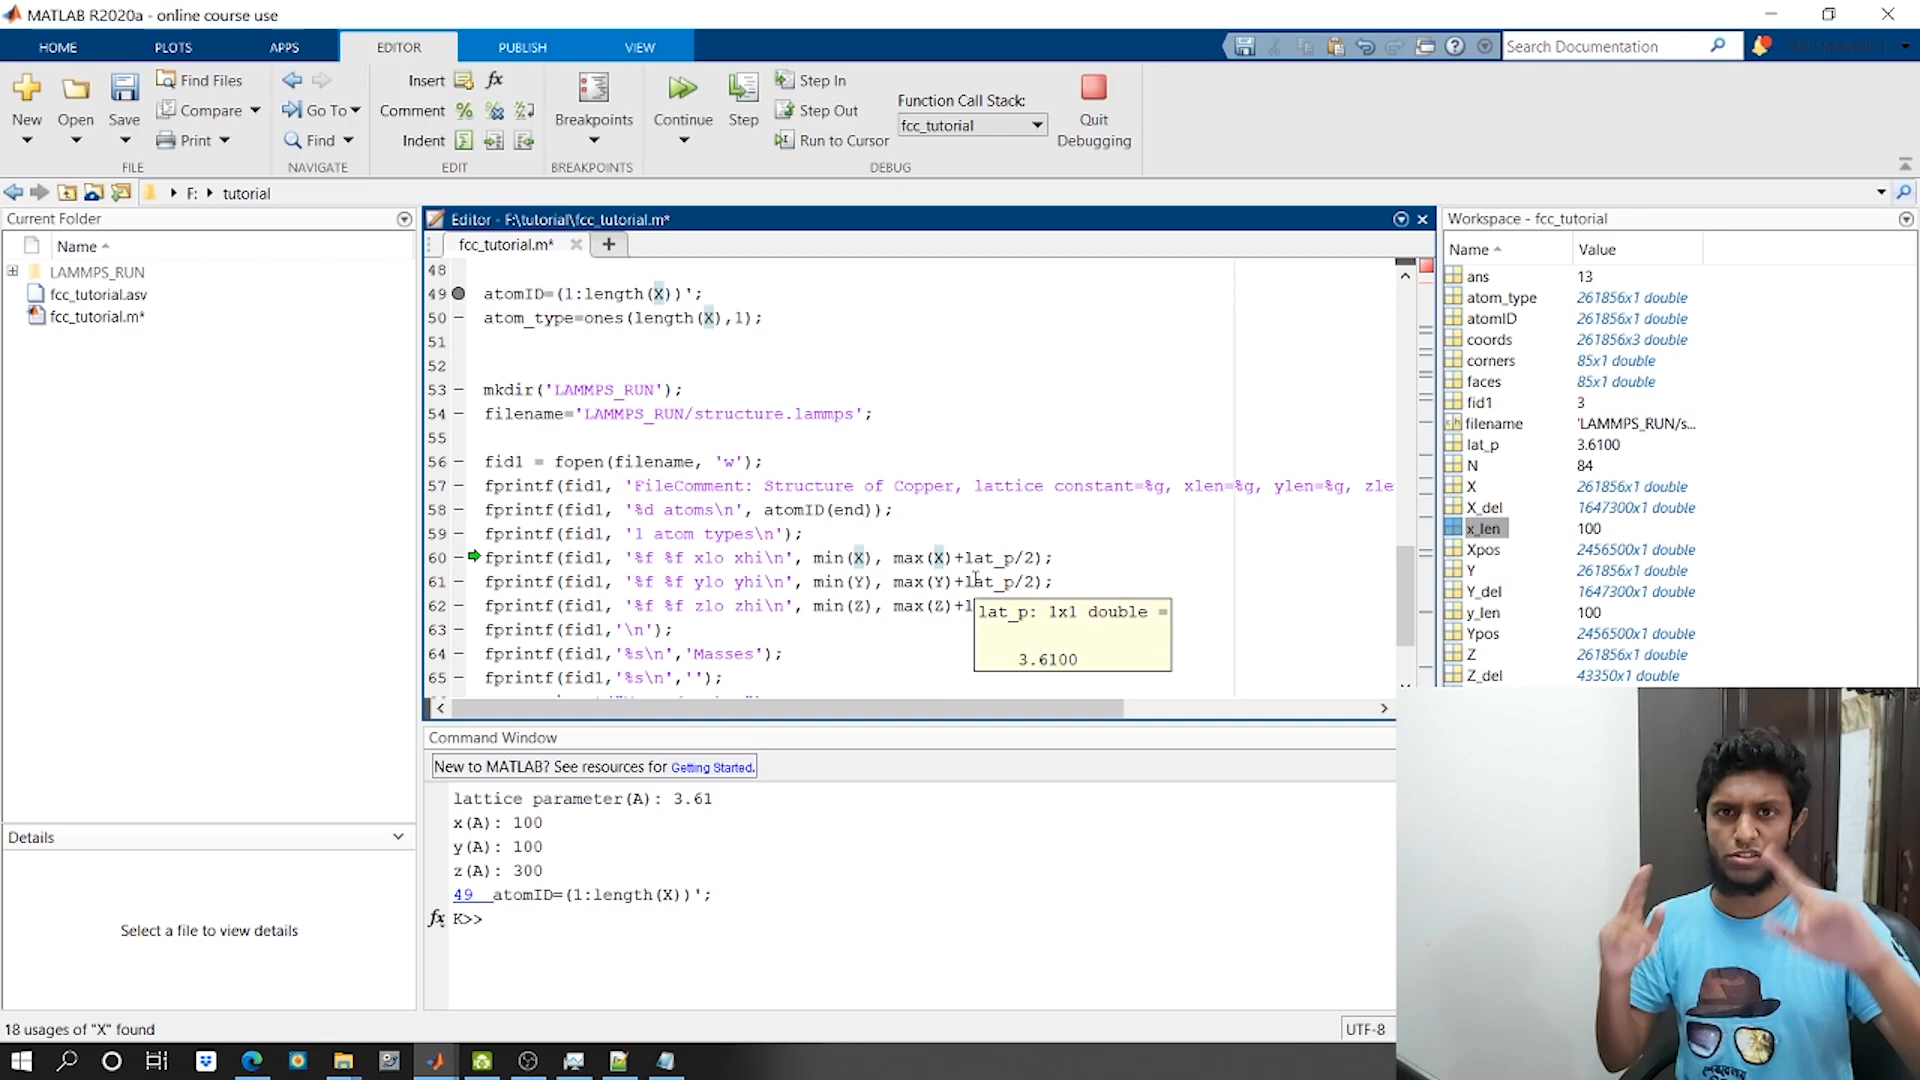 MATLAB R2020a - online course use
HOME PLOTS APPS EDITOR PUBLISH VIEW
Search Documentation
New
Open
Save
Find Files
Compare
Print
FILE
Go To
Find
NAVIGATE
Insert fx
Comment
Indent
EDIT
Breakpoints
BREAKPOINTS
Continue
Step
Step In
Step Out
Run to Cursor
Function Call Stack:
fcc_tutorial
DEBUG
Quit
Debugging
F: tutorial
Current Folder
Name
LAMMPS_RUN
fcc_tutorial.asv
fcc_tutorial.m*
Details
Select a file to view details
Editor - F:\tutorial\fcc_tutorial.m*
fcc_tutorial.m*
48
49 atomID=(1:length(X))';
50 – atom_type=ones(length(X),1);
51
52
53 – mkdir('LAMMPS_RUN');
54 – filename='LAMMPS_RUN/structure.lammps';
55
56 – fid1 = fopen(filename, 'w');
57 – fprintf(fid1, 'FileComment: Structure of Copper, lattice constant=%g, xlen=%g, ylen=%g, zle
58 – fprintf(fid1, '%d atoms\n', atomID(end));
59 – fprintf(fid1, '1 atom types\n');
60 – fprintf(fid1, '%f %f xlo xhi\n', min(X), max(X)+lat_p/2);
61 – fprintf(fid1, '%f %f ylo yhi\n', min(Y), max(Y)+lat_p/2);
62 – fprintf(fid1, '%f %f zlo zhi\n', min(Z), max(Z)+l
63 – fprintf(fid1,'\n');
64 – fprintf(fid1,'%s\n','Masses');
65 – fprintf(fid1,'%s\n','');
lat_p: 1x1 double =
3.6100
Command Window
New to MATLAB? See resources for Getting Started.
lattice parameter(A): 3.61
x(A): 100
y(A): 100
z(A): 300
49 atomID=(1:length(X))';
fx K>>
Workspace - fcc_tutorial
Name Value
ans 13
atom_type 261856x1 double
atomID 261856x1 double
coords 261856x3 double
corners 85x1 double
faces 85x1 double
fid1 3
filename 'LAMMPS_RUN/s...
lat_p 3.6100
N 84
X 261856x1 double
X_del 1647300x1 double
x_len 100
Xpos 2456500x1 double
Y 261856x1 double
Y_del 1647300x1 double
y_len 100
Ypos 2456500x1 double
Z 261856x1 double
Z_del 43350x1 double
18 usages of "X" found
UTF-8